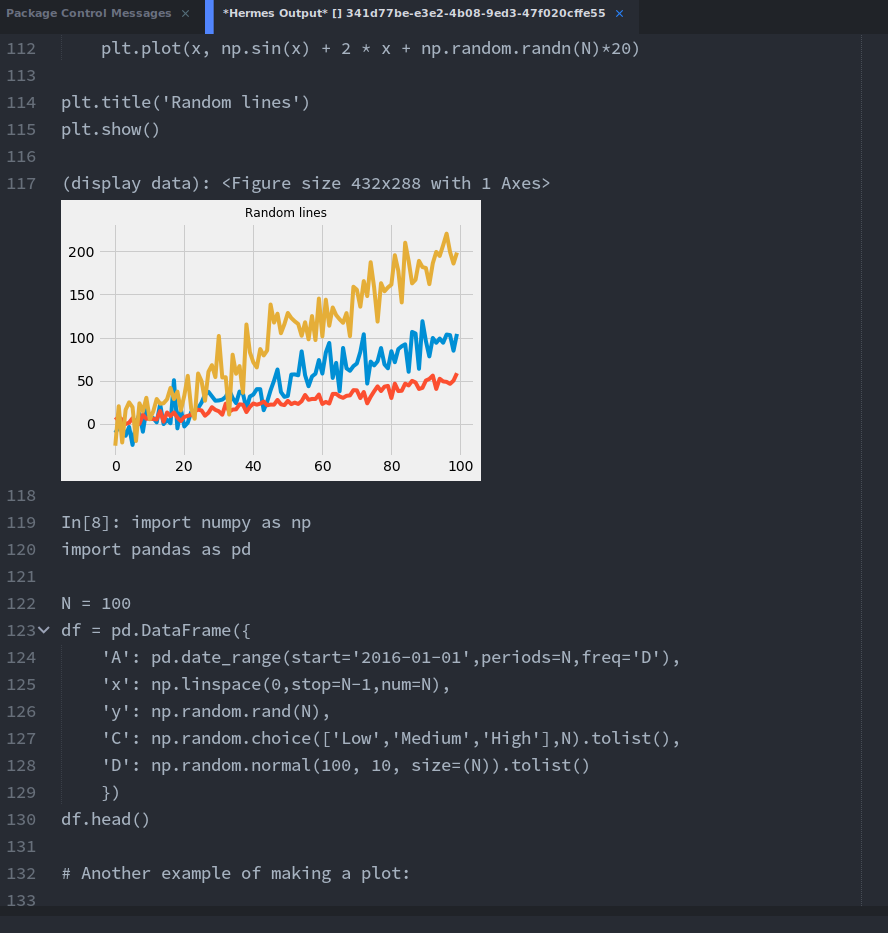 Package Control Messages ×
*Hermes Output* [] 341d77be-e3e2-4b08-9ed3-47f020cffe55 ×
112     plt.plot(x, np.sin(x) + 2 * x + np.random.randn(N)*20)
113
114 plt.title('Random lines')
115 plt.show()
116
117 (display data): <Figure size 432x288 with 1 Axes>
Random lines
200
150
100
50
0
0 20 40 60 80 100
118
119 In[8]: import numpy as np
120 import pandas as pd
121
122 N = 100
123 df = pd.DataFrame({
124     'A': pd.date_range(start='2016-01-01',periods=N,freq='D'),
125     'x': np.linspace(0,stop=N-1,num=N),
126     'y': np.random.rand(N),
127     'C': np.random.choice(['Low','Medium','High'],N).tolist(),
128     'D': np.random.normal(100, 10, size=(N)).tolist()
129     })
130 df.head()
131
132 # Another example of making a plot:
133